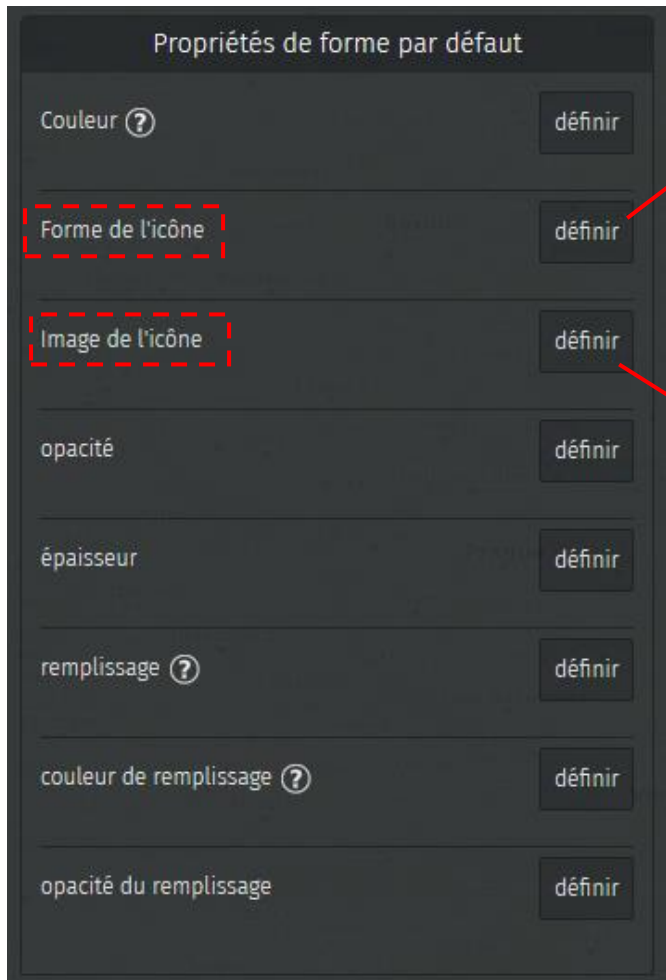 Propriétés de forme par défaut
Couleur ? définir
Forme de l'icône définir
Image de l'icône définir
opacité définir
épaisseur définir
remplissage ? définir
couleur de remplissage ? définir
opacité du remplissage définir